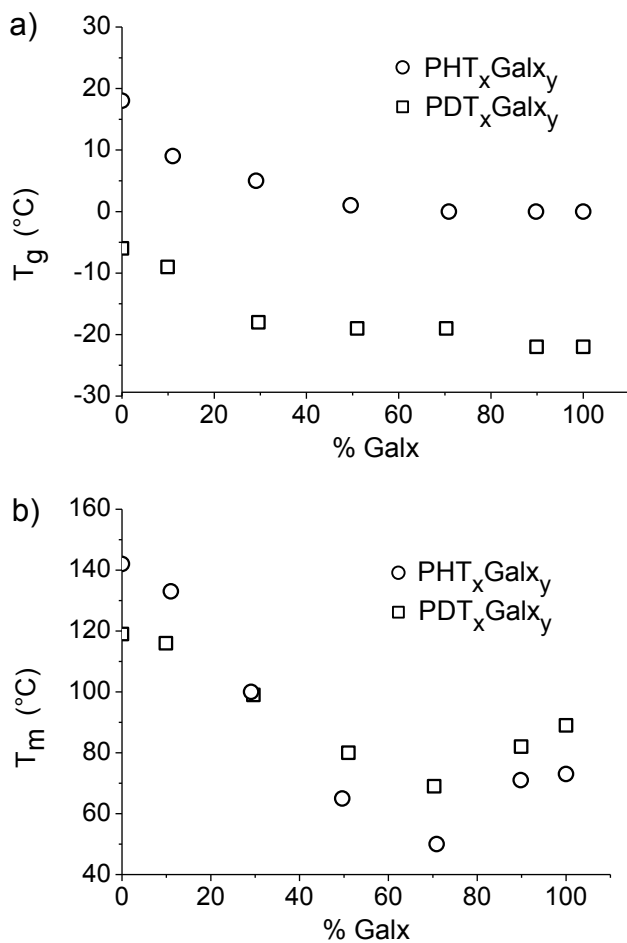 a)
30
20
10
0
-10
-20
-30
T_g (°C)
○ PHT_xGalx_y
□ PDT_xGalx_y
0 20 40 60 80 100
% Galx
b)
160
140
120
100
80
60
40
T_m (°C)
○ PHT_xGalx_y
□ PDT_xGalx_y
0 20 40 60 80 100
% Galx